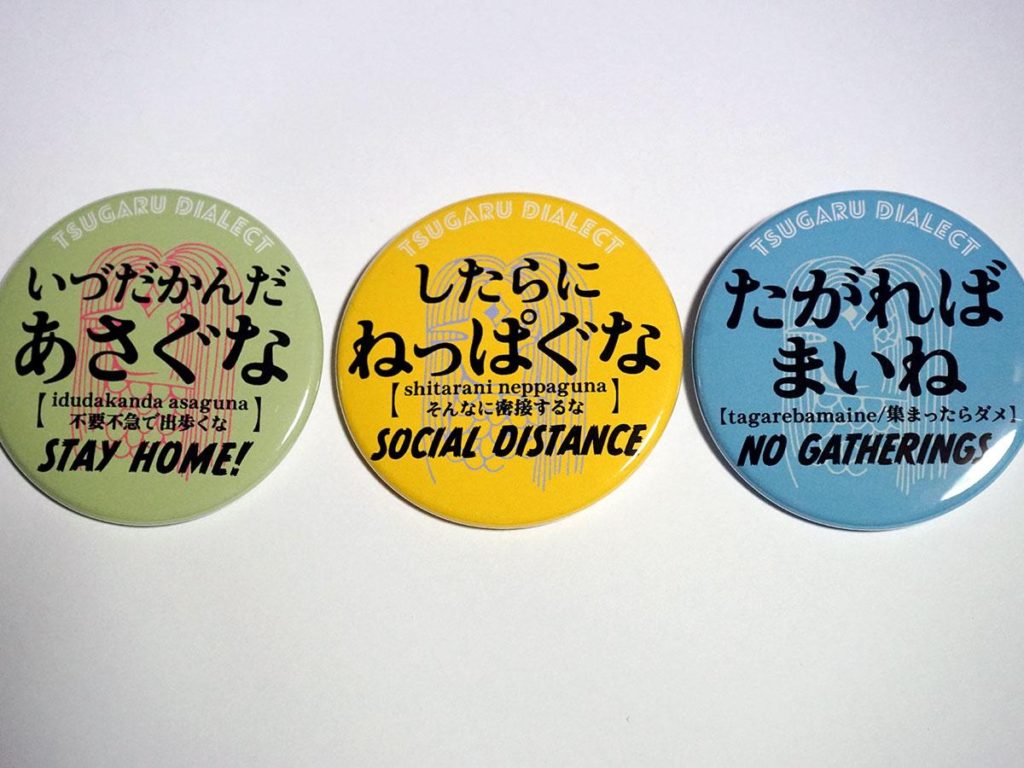 TSUGARU DIALECT
いづだかんだ
あさぐな
【idudakanda asaguna
不要不急で出歩くな】
STAY HOME!
TSUGARU DIALECT
したらに
ねっぱぐな
【shitarani neppaguna
そんなに密接するな】
SOCIAL DISTANCE
TSUGARU DIALECT
たがれば
まいね
【tagarebamaine/集まったらダメ】
NO GATHERINGS